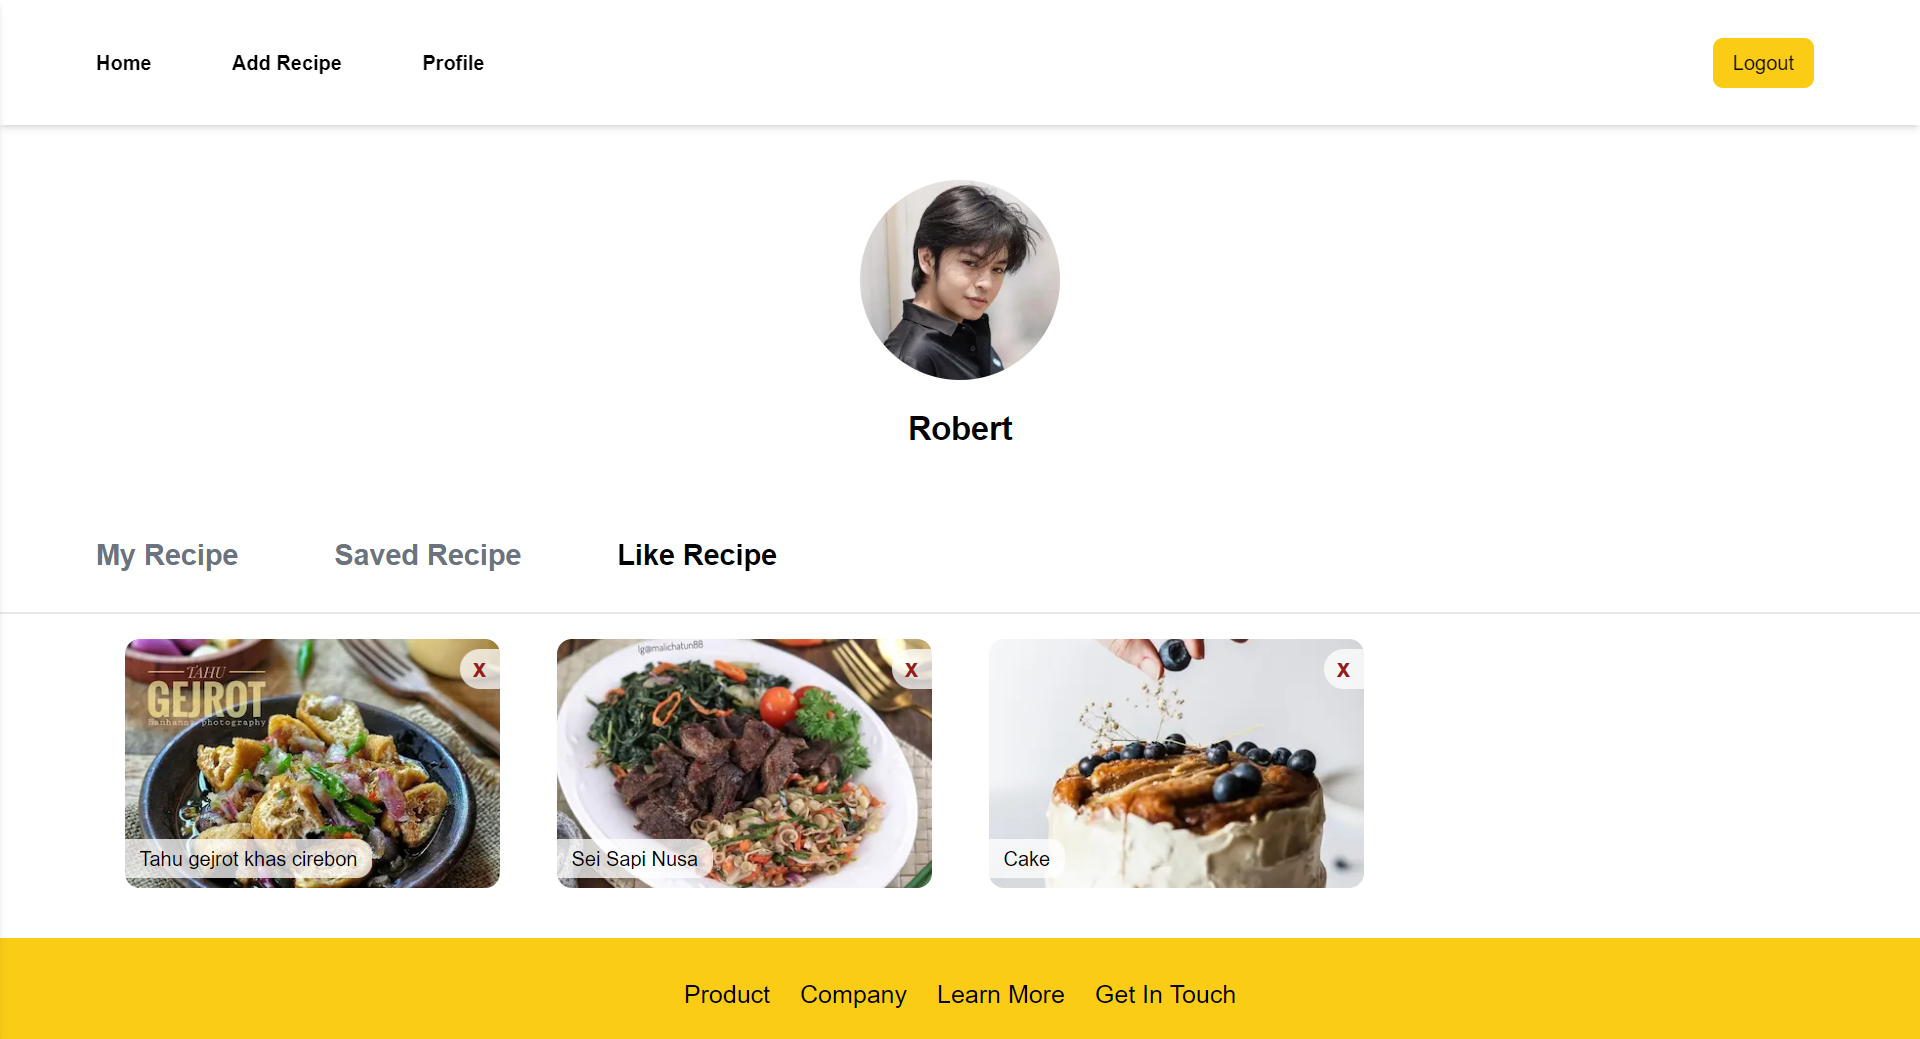 Home Add Recipe Profile Logout
Robert
My Recipe Saved Recipe Like Recipe
TAHU
GEJROT
photography
x
Tahu gejrot khas cirebon
Ig@malichatun88
x
Sei Sapi Nusa
x
Cake
Product Company Learn More Get In Touch